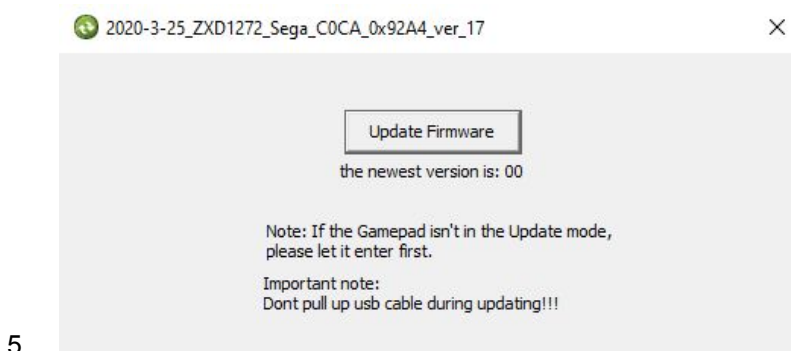 2020-3-25_ZXD1272_Sega_C0CA_0x92A4_ver_17
Update Firmware
the newest version is: 00
Note: If the Gamepad isn't in the Update mode,
please let it enter first.
Important note:
Dont pull up usb cable during updating!!!
5